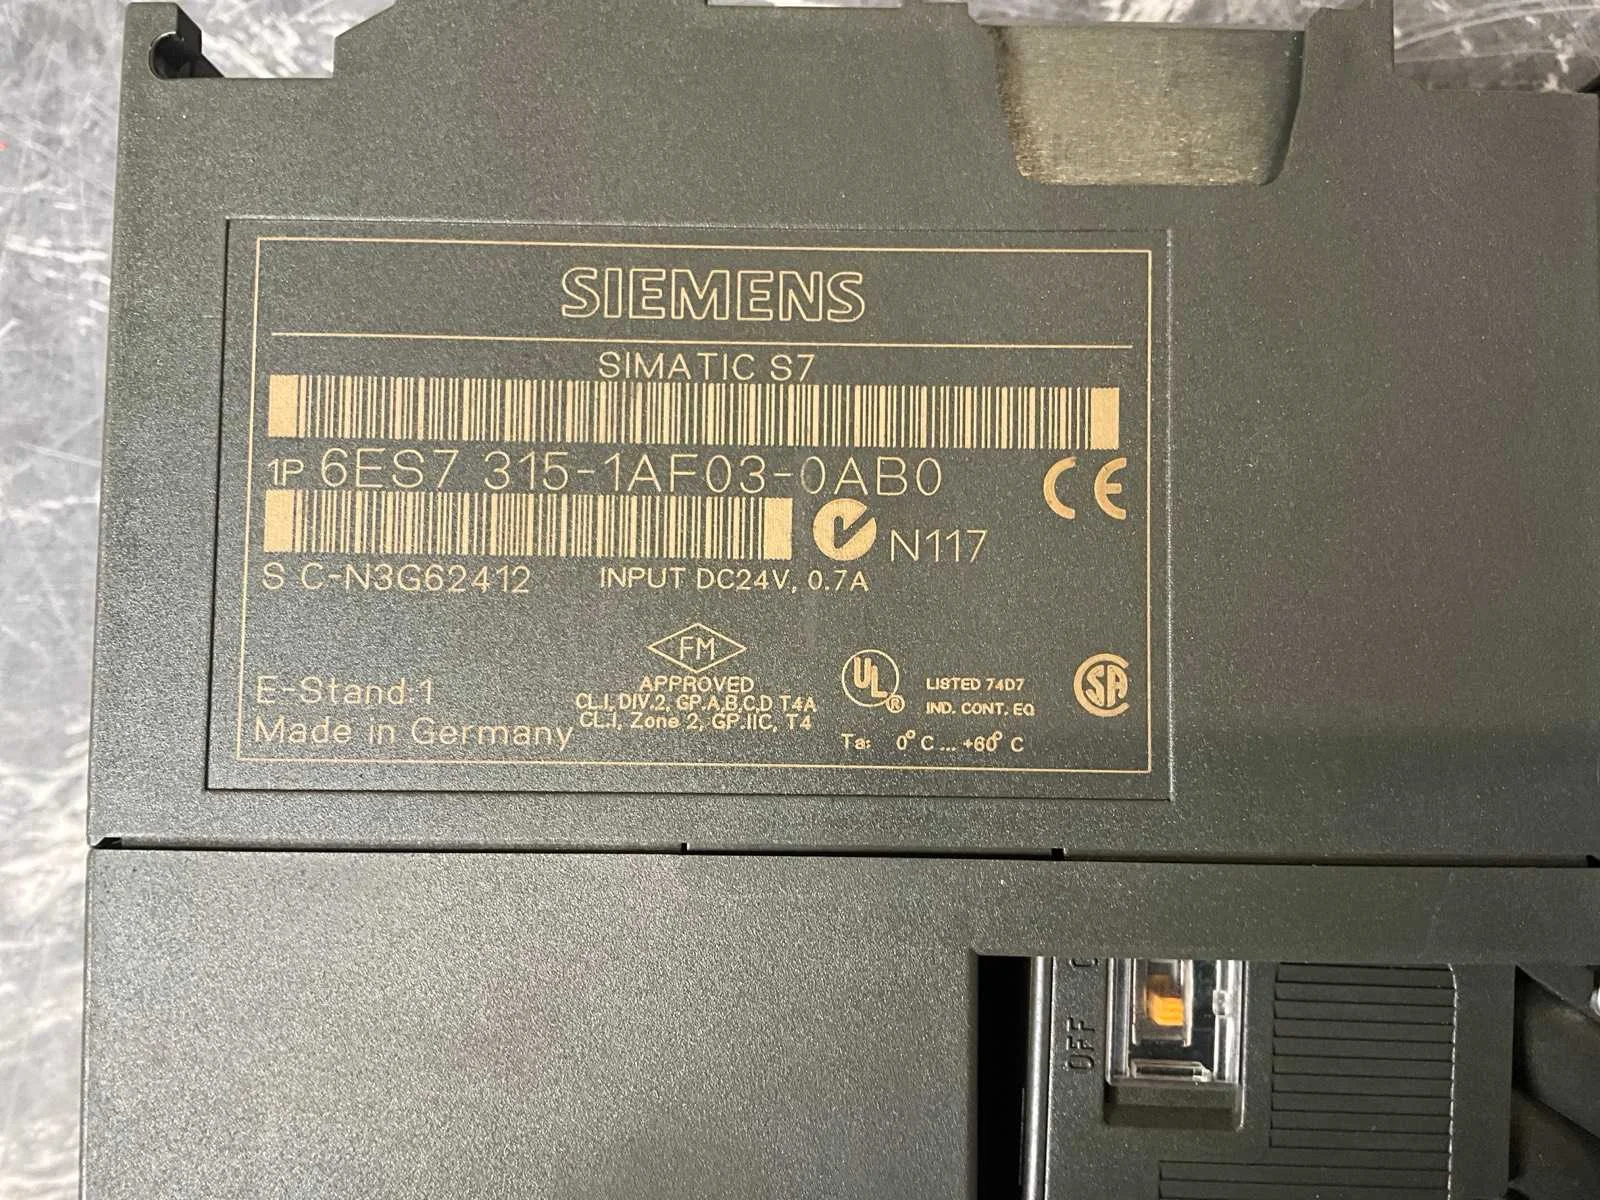 SIEMENS
SIMATIC S7
1P 6ES7 315-1AF03-0AB0
CE
N117
S C-N3G62412 INPUT DC24V, 0.7A
FM
APPROVED
CL.I, DIV.2, GP.A,B,C,D T4A
CL.I, Zone 2, GP.IIC, T4
UL®
LISTED 74D7
IND. CONT. EQ
SA
Ta: 0° C ... +60° C
E-Stand:1
Made in Germany
OFF